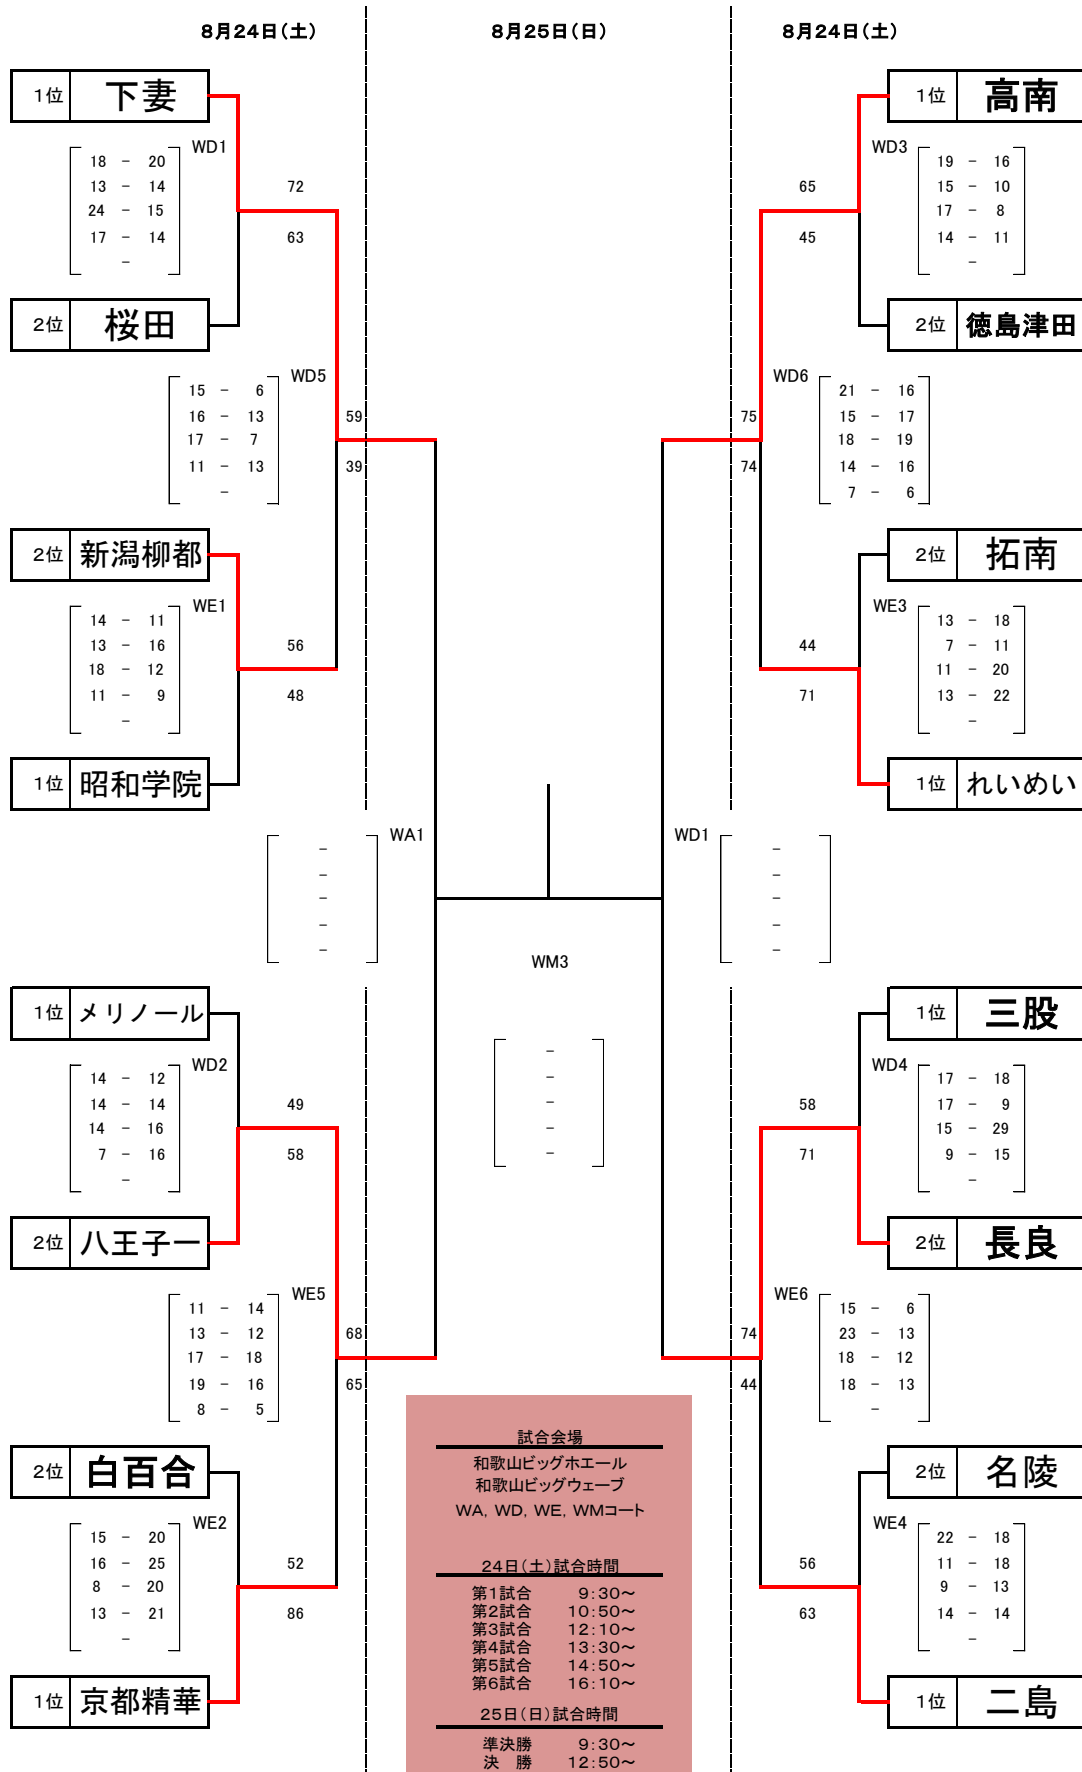 8月24日(土)
8月25日(日)
8月24日(土)
1位 下妻
WD1
18 - 20
13 - 14
24 - 15
17 - 14
-
72
63
2位 桜田
WD5
15 - 6
16 - 13
17 - 7
11 - 13
-
59
39
2位 新潟柳都
WE1
14 - 11
13 - 16
18 - 12
11 - 9
-
56
48
1位 昭和学院
WA1
-
-
-
-
-
1位 メリノール
WD2
14 - 12
14 - 14
14 - 16
7 - 16
-
49
58
2位 八王子一
WE5
11 - 14
13 - 12
17 - 18
19 - 16
8 - 5
68
65
2位 白百合
WE2
15 - 20
16 - 25
8 - 20
13 - 21
-
52
86
1位 京都精華
WM3
-
-
-
-
-
試合会場
和歌山ビッグホエール
和歌山ビッグウェーブ
WA, WD, WE, WMコート
24日(土)試合時間
第1試合 9:30～
第2試合 10:50～
第3試合 12:10～
第4試合 13:30～
第5試合 14:50～
第6試合 16:10～
25日(日)試合時間
準決勝 9:30～
決 勝 12:50～
1位 高南
WD3
19 - 16
15 - 10
17 - 8
14 - 11
-
65
45
2位 徳島津田
WD6
21 - 16
15 - 17
18 - 19
14 - 16
7 - 6
75
74
2位 拓南
WE3
13 - 18
7 - 11
11 - 20
13 - 22
-
44
71
1位 れいめい
WD1
-
-
-
-
-
1位 三股
WD4
17 - 18
17 - 9
15 - 29
9 - 15
-
58
71
2位 長良
WE6
15 - 6
23 - 13
18 - 12
18 - 13
-
74
44
2位 名陵
WE4
22 - 18
11 - 18
9 - 13
14 - 14
-
56
63
1位 二島